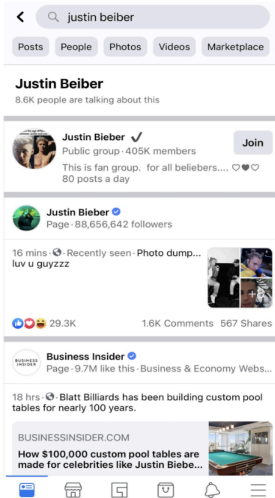 justin beiber
Posts People Photos Videos Marketplace
Justin Beiber
8.6K people are talking about this
Justin Bieber ✓
Public group · 405K members
Join
This is fan group. for all beliebers.... ♡♥♡
80 posts a day
Justin Bieber
Page · 88,656,642 followers
16 mins · Recently seen · Photo dump...
luv u guyzzz
29.3K
1.6K Comments 567 Shares
BUSINESS
INSIDER
Business Insider
Page · 9.7M like this · Business & Economy Webs...
18 hrs · Blatt Billiards has been building custom pool
tables for nearly 100 years.
BUSINESSINSIDER.COM
How $100,000 custom pool tables are
made for celebrities like Justin Biebe...